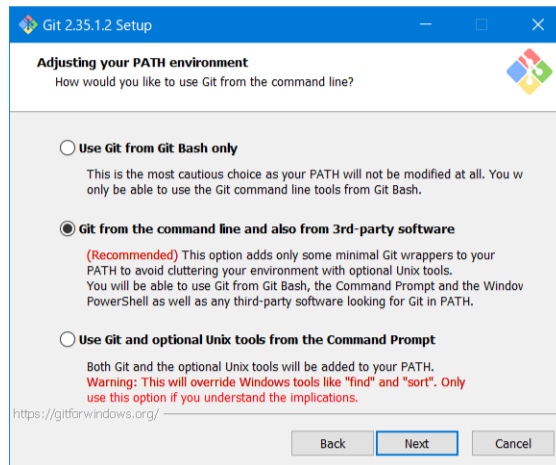 Git 2.35.1.2 Setup
Adjusting your PATH environment
How would you like to use Git from the command line?
Use Git from Git Bash only
This is the most cautious choice as your PATH will not be modified at all. You w
only be able to use the Git command line tools from Git Bash.
Git from the command line and also from 3rd-party software
(Recommended) This option adds only some minimal Git wrappers to your
PATH to avoid cluttering your environment with optional Unix tools.
You will be able to use Git from Git Bash, the Command Prompt and the Window
PowerShell as well as any third-party software looking for Git in PATH.
Use Git and optional Unix tools from the Command Prompt
Both Git and the optional Unix tools will be added to your PATH.
Warning: This will override Windows tools like "find" and "sort". Only
use this option if you understand the implications.
https://gitforwindows.org/
Back Next Cancel